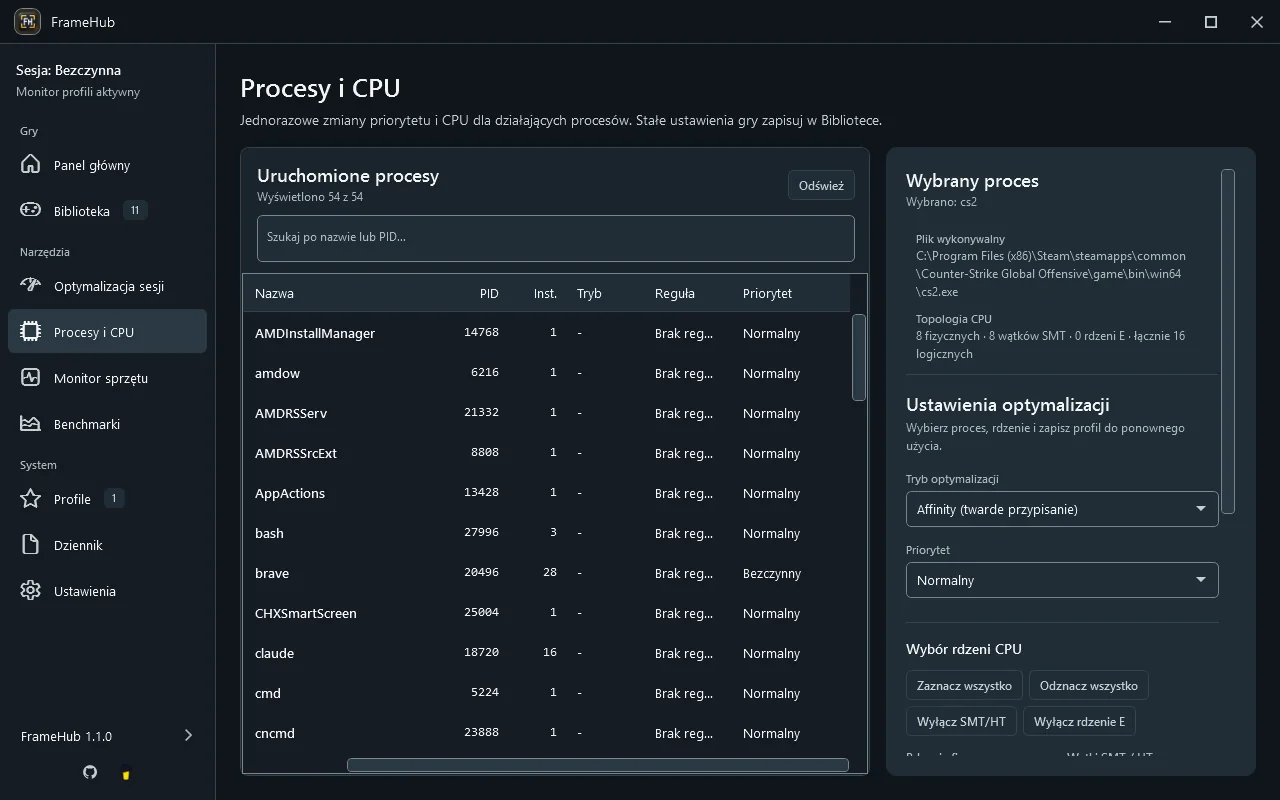 FH FrameHub
Sesja: Bezczynna
Monitor profili aktywny
Gry
Panel główny
Biblioteka 11
Narzędzia
Optymalizacja sesji
Procesy i CPU
Monitor sprzętu
Benchmarki
System
Profile 1
Dziennik
Ustawienia
FrameHub 1.1.0
Procesy i CPU
Jednorazowe zmiany priorytetu i CPU dla działających procesów. Stałe ustawienia gry zapisuj w Bibliotece.
Uruchomione procesy
Wyświetlono 54 z 54
Odśwież
Szukaj po nazwie lub PID...
Nazwa PID Inst. Tryb Reguła Priorytet
AMDInstallManager 14768 1 - Brak reg... Normalny
amdow 6216 1 - Brak reg... Normalny
AMDRSServ 21332 1 - Brak reg... Normalny
AMDRSSrcExt 8808 1 - Brak reg... Normalny
AppActions 13428 1 - Brak reg... Normalny
bash 27996 3 - Brak reg... Normalny
brave 20496 28 - Brak reg... Bezczynny
CHXSmartScreen 25004 1 - Brak reg... Normalny
claude 18720 16 - Brak reg... Normalny
cmd 5224 1 - Brak reg... Normalny
cncmd 23888 1 - Brak reg... Normalny
Wybrany proces
Wybrano: cs2
Plik wykonywalny
C:\Program Files (x86)\Steam\steamapps\common
\Counter-Strike Global Offensive\game\bin\win64
\cs2.exe
Topologia CPU
8 fizycznych · 8 wątków SMT · 0 rdzeni E · łącznie 16
logicznych
Ustawienia optymalizacji
Wybierz proces, rdzenie i zapisz profil do ponownego
użycia.
Tryb optymalizacji
Affinity (twarde przypisanie)
Priorytet
Normalny
Wybór rdzeni CPU
Zaznacz wszystko Odznacz wszystko
Wyłącz SMT/HT Wyłącz rdzenie E